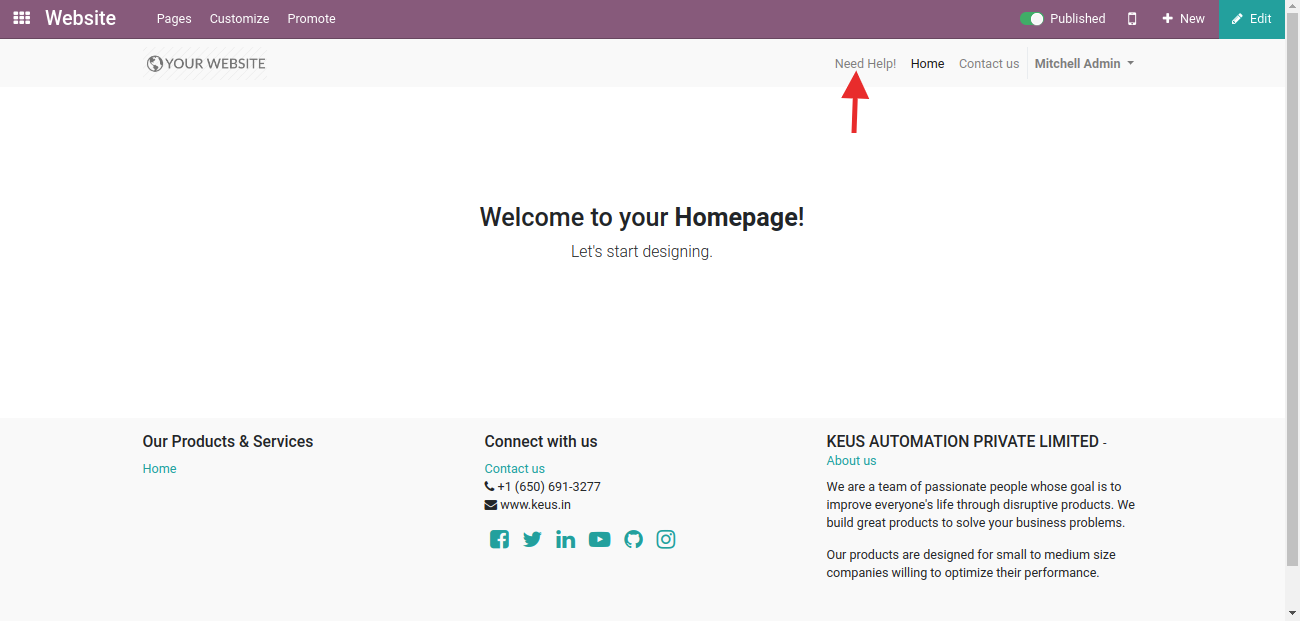 Website Pages Customize Promote Published New Edit
YOUR WEBSITE Need Help! Home Contact us Mitchell Admin
Welcome to your Homepage!
Let's start designing.
Our Products & Services
Home
Connect with us
Contact us
+1 (650) 691-3277
www.keus.in
KEUS AUTOMATION PRIVATE LIMITED -
About us
We are a team of passionate people whose goal is to
improve everyone's life through disruptive products. We
build great products to solve your business problems.
Our products are designed for small to medium size
companies willing to optimize their performance.